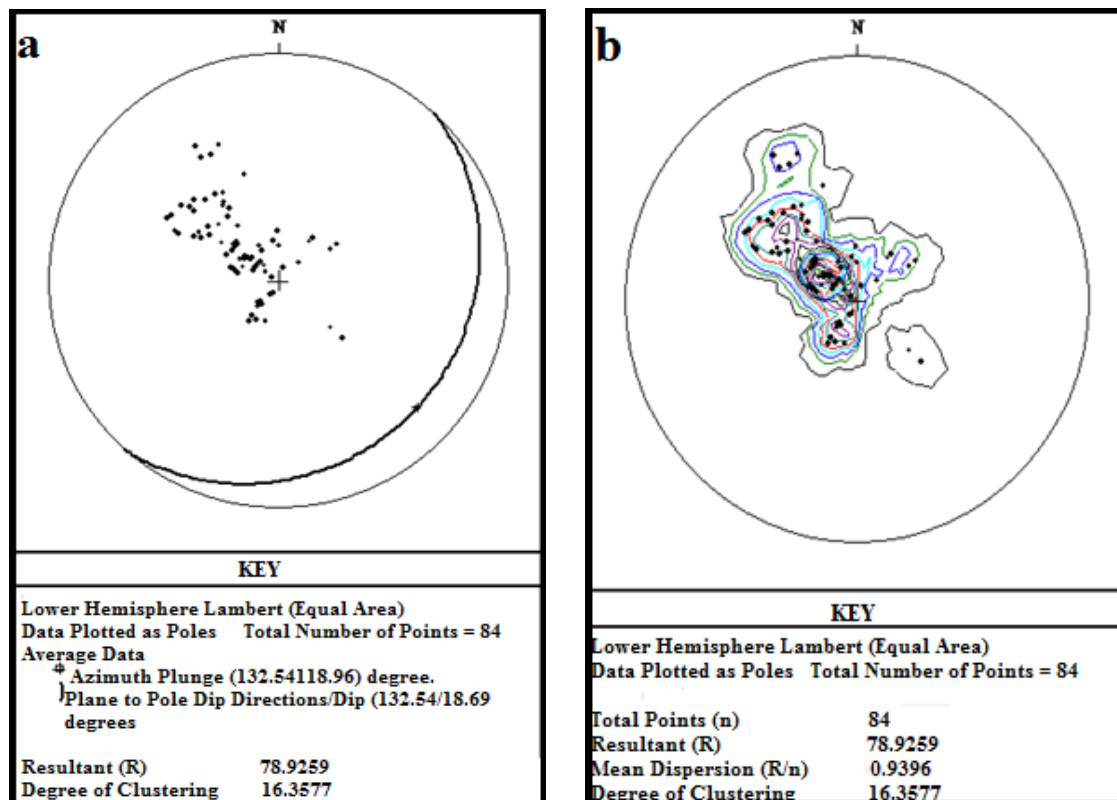 a
N
KEY
Lower Hemisphere Lambert (Equal Area)
Data Plotted as Poles Total Number of Points = 84
Average Data
Azimuth Plunge (132.54118.96) degree.
Plane to Pole Dip Directions/Dip (132.54/18.69
degrees
Resultant (R) 78.9259
Degree of Clustering 16.3577
b
N
KEY
Lower Hemisphere Lambert (Equal Area)
Data Plotted as Poles Total Number of Points = 84
Total Points (n) 84
Resultant (R) 78.9259
Mean Dispersion (R/n) 0.9396
Degree of Clustering 16.3577